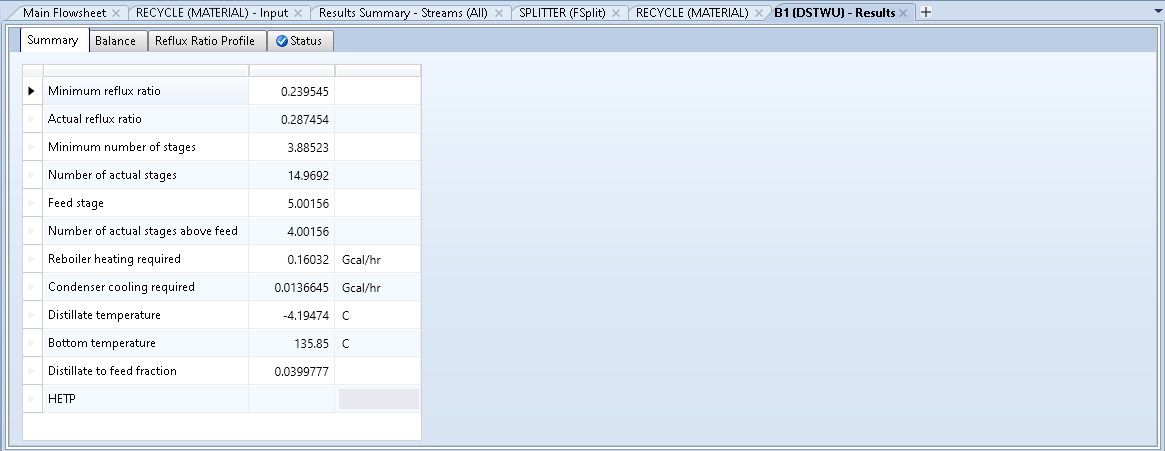 Main Flowsheet RECYCLE (MATERIAL) - Input Results Summary - Streams (All) SPLITTER (FSplit) RECYCLE (MATERIAL) B1 (DSTWU) - Results
Summary Balance Reflux Ratio Profile Status
Minimum reflux ratio 0.239545
Actual reflux ratio 0.287454
Minimum number of stages 3.88523
Number of actual stages 14.9692
Feed stage 5.00156
Number of actual stages above feed 4.00156
Reboiler heating required 0.16032 Gcal/hr
Condenser cooling required 0.0136645 Gcal/hr
Distillate temperature -4.19474 C
Bottom temperature 135.85 C
Distillate to feed fraction 0.0399777
HETP